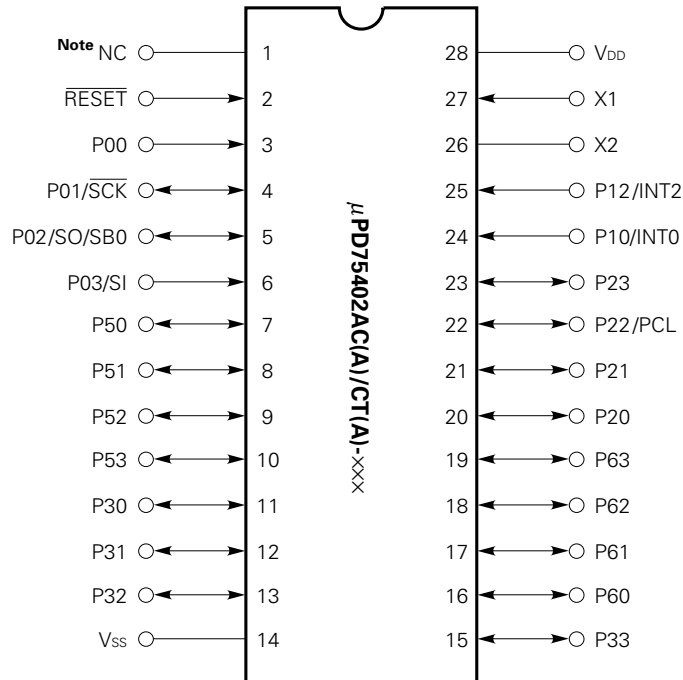 Note NC 1 28 VDD
RESET 2 27 X1
P00 3 26 X2
P01/SCK 4 25 P12/INT2
P02/SO/SB0 5 24 P10/INT0
P03/SI 6 23 P23
P50 7 22 P22/PCL
P51 8 21 P21
P52 9 20 P20
P53 10 19 P63
P30 11 18 P62
P31 12 17 P61
P32 13 16 P60
VSS 14 15 P33
μPD75402AC(A)/CT(A)-×××